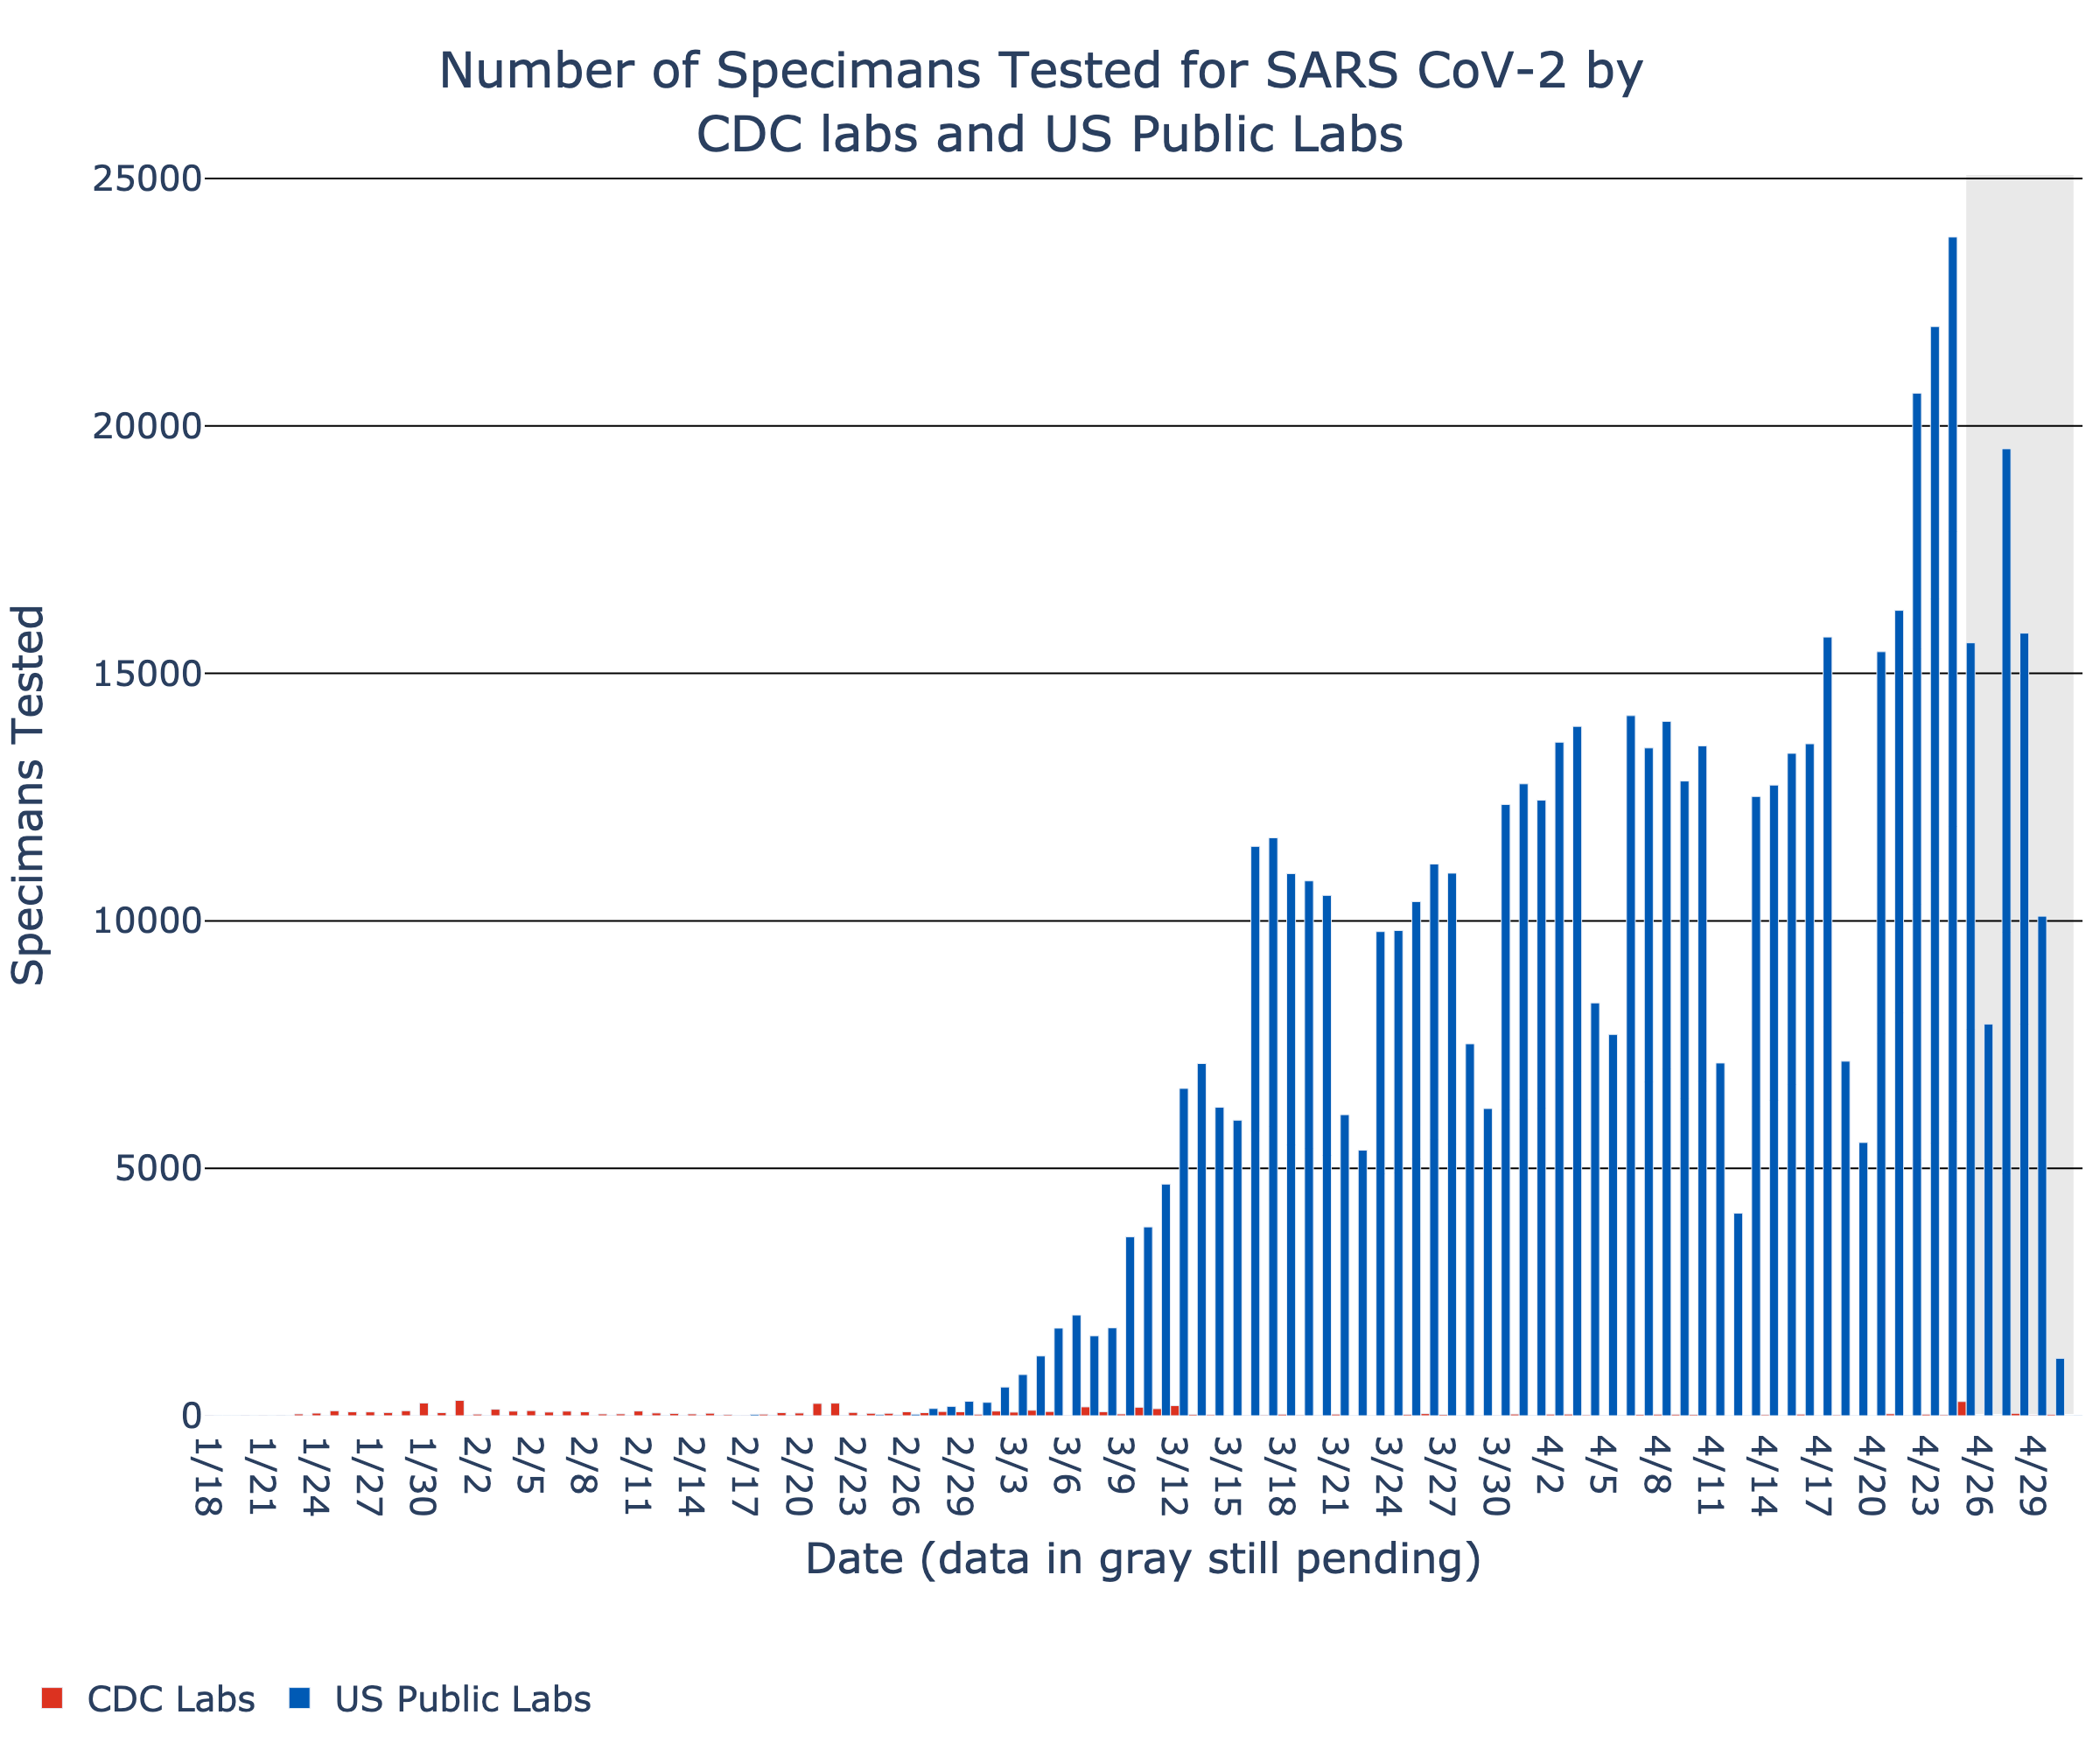 Number of Specimans Tested for SARS CoV-2 by
CDC labs and US Public Labs
25000
20000
15000
10000
5000
0
Specimans Tested
1/18 1/21 1/24 1/27 1/30 2/2 2/5 2/8 2/11 2/14 2/17 2/20 2/23 2/26 2/29 3/3 3/6 3/9 3/12 3/15 3/18 3/21 3/24 3/27 3/30 4/2 4/5 4/8 4/11 4/14 4/17 4/20 4/23 4/26 4/29
Date (data in gray still pending)
CDC Labs US Public Labs